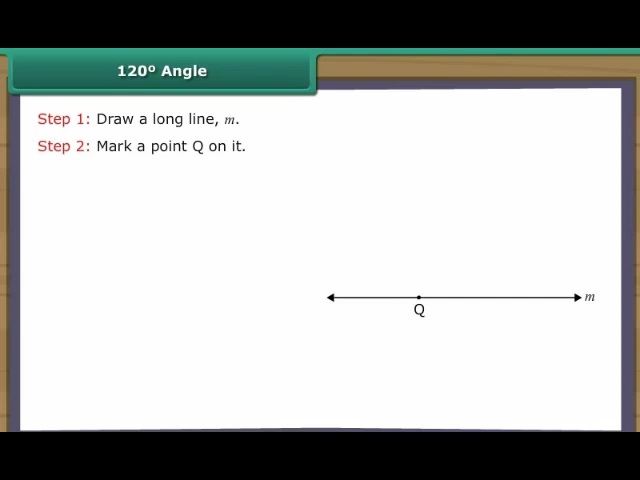 120º Angle
Step 1: Draw a long line, m.
Step 2: Mark a point Q on it.
m
Q